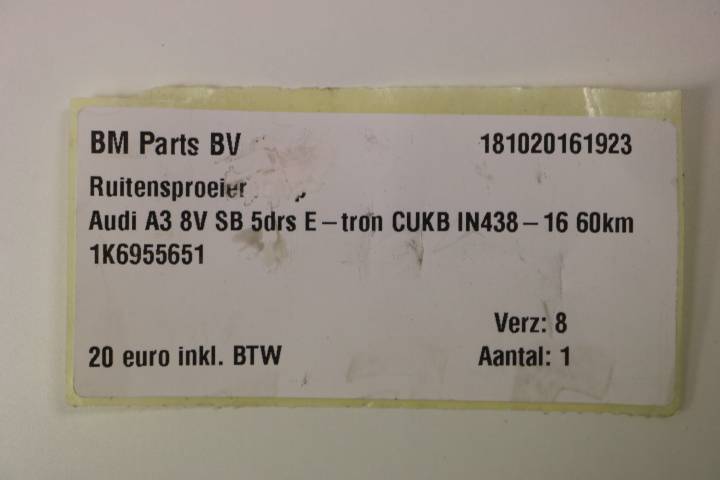 BM Parts BV 181020161923
Ruitensproeier
Audi A3 8V SB 5drs E-tron CUKB IN438-16 60km
1K6955651
Verz: 8
20 euro inkl. BTW Aantal: 1